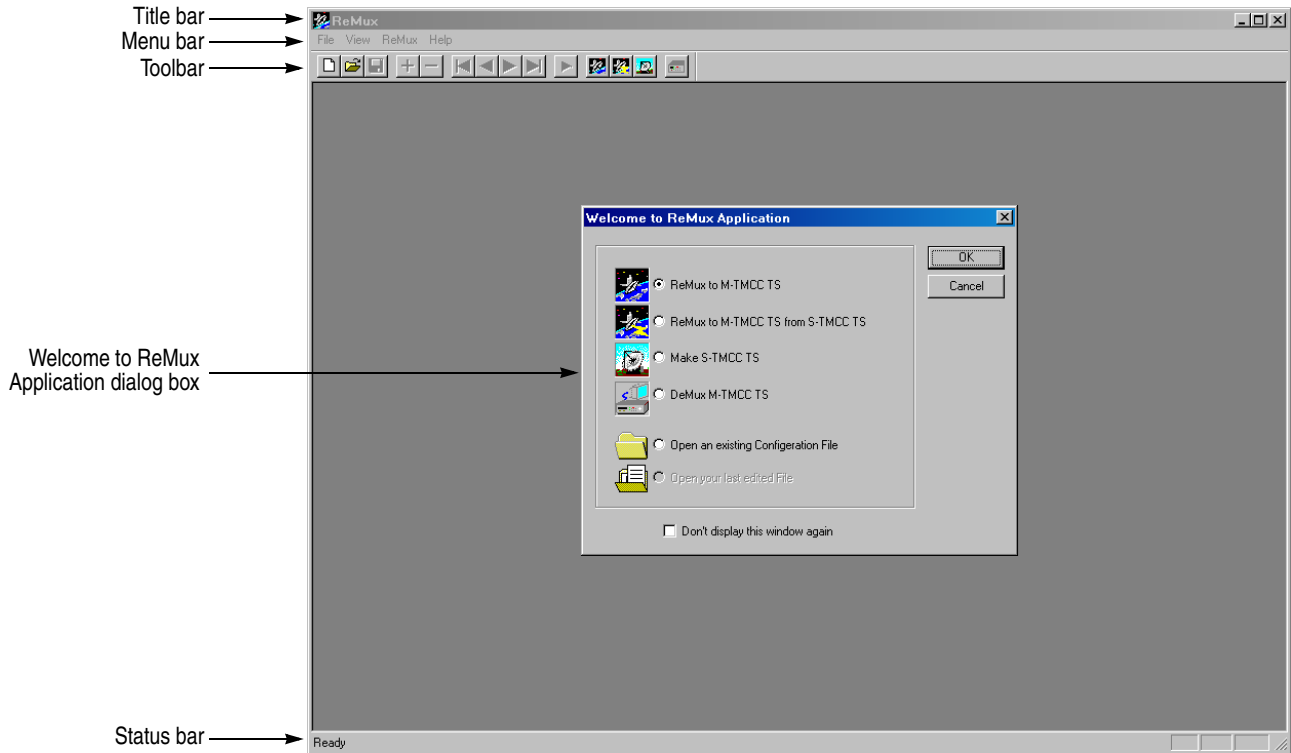 Title bar
ReMux
Menu bar
File View ReMux Help
Toolbar
Welcome to ReMux Application
OK
Cancel
ReMux to M-TMCC TS
ReMux to M-TMCC TS from S-TMCC TS
Make S-TMCC TS
DeMux M-TMCC TS
Open an existing Configeration File
Open your last edited File
Don't display this window again
Welcome to ReMux
Application dialog box
Status bar
Ready